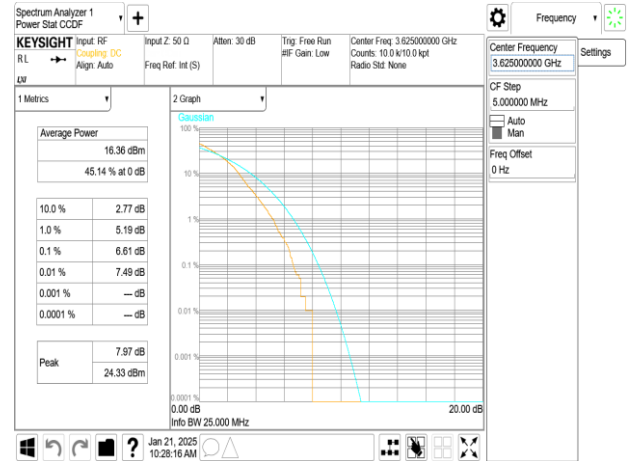 Spectrum Analyzer 1
Power Stat CCDF
Frequency
KEYSIGHT
RL
Input: RF
Coupling: DC
Align: Auto
Input Z: 50 Ω
Freq Ref: Int (S)
Atten: 30 dB
Trig: Free Run
#IF Gain: Low
Center Freq: 3.625000000 GHz
Counts: 10.0 k/10.0 kpt
Radio Std: None
1 Metrics
Average Power
16.36 dBm
45.14 % at 0 dB
10.0 % 2.77 dB
1.0 % 5.19 dB
0.1 % 6.61 dB
0.01 % 7.49 dB
0.001 % --- dB
0.0001 % --- dB
Peak
7.97 dB
24.33 dBm
2 Graph
Gaussian
100 %
10 %
1 %
0.1 %
0.01 %
0.001 %
0.0001 %
0.00 dB 20.00 dB
Info BW 25.000 MHz
Center Frequency
3.625000000 GHz
Settings
CF Step
5.000000 MHz
Auto
Man
Freq Offset
0 Hz
Jan 21, 2025
10:28:16 AM